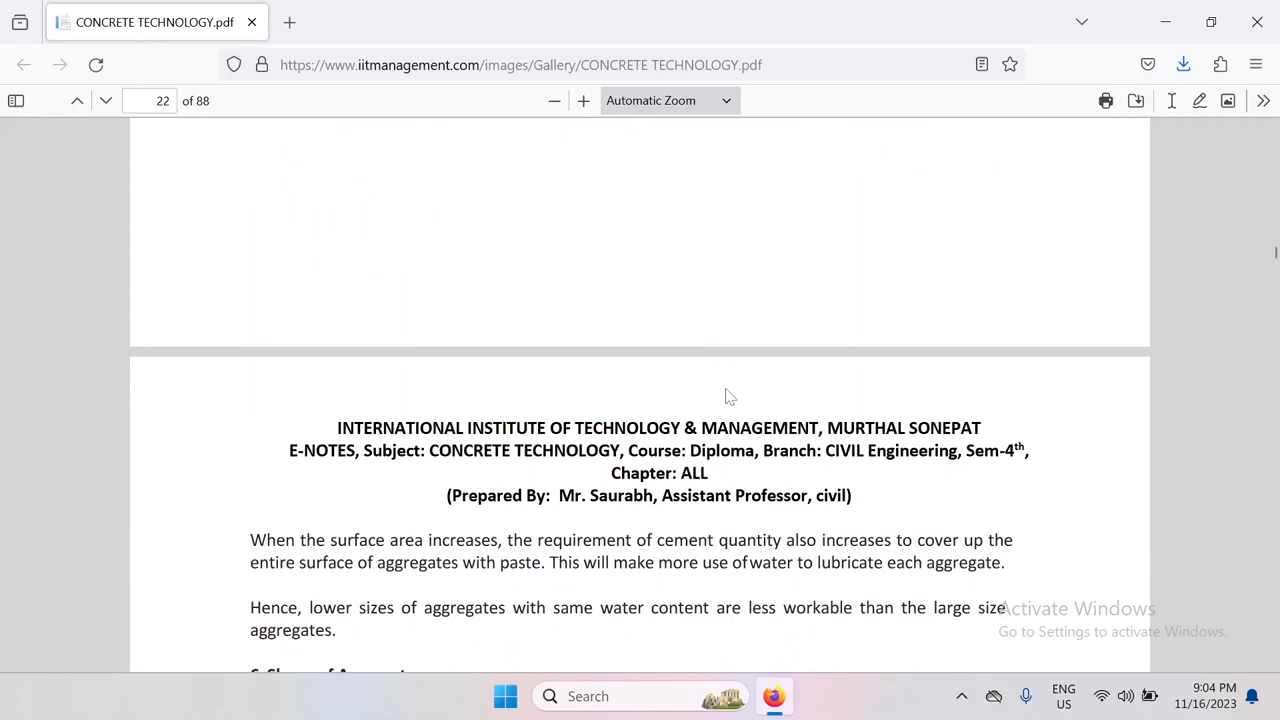 CONCRETE TECHNOLOGY.pdf
https://www.iitmanagement.com/images/Gallery/CONCRETE TECHNOLOGY.pdf
22 of 88
Automatic Zoom
INTERNATIONAL INSTITUTE OF TECHNOLOGY & MANAGEMENT, MURTHAL SONEPAT
E-NOTES, Subject: CONCRETE TECHNOLOGY, Course: Diploma, Branch: CIVIL Engineering, Sem-4th,
Chapter: ALL
(Prepared By: Mr. Saurabh, Assistant Professor, civil)
When the surface area increases, the requirement of cement quantity also increases to cover up the
entire surface of aggregates with paste. This will make more use of water to lubricate each aggregate.
Hence, lower sizes of aggregates with same water content are less workable than the large size
aggregates.
Activate Windows
Go to Settings to activate Windows.
Search
ENG
US
9:04 PM
11/16/2023